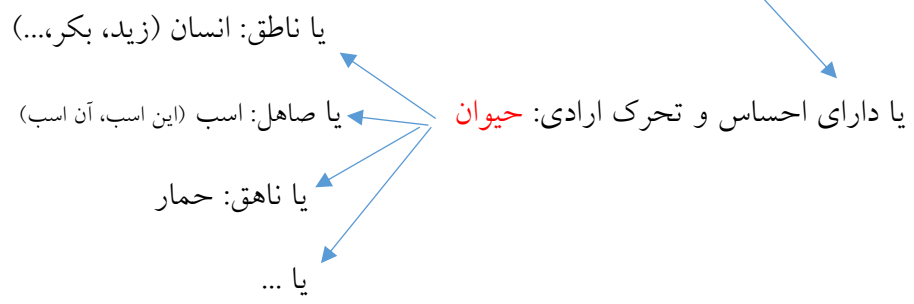 یا ناطق: انسان (زید، بکر،...)
یا دارای احساس و تحرک ارادی: حیوان یا صاهل: اسب (این اسب، آن اسب)
یا ناهق: حمار
یا ...